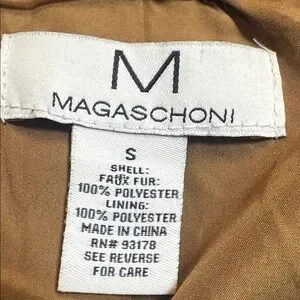 M
MAGASCHONI
S
SHELL:
FAUX FUR:
100% POLYESTER
LINING:
100% POLYESTER
MADE IN CHINA
RN# 93178
SEE REVERSE
FOR CARE